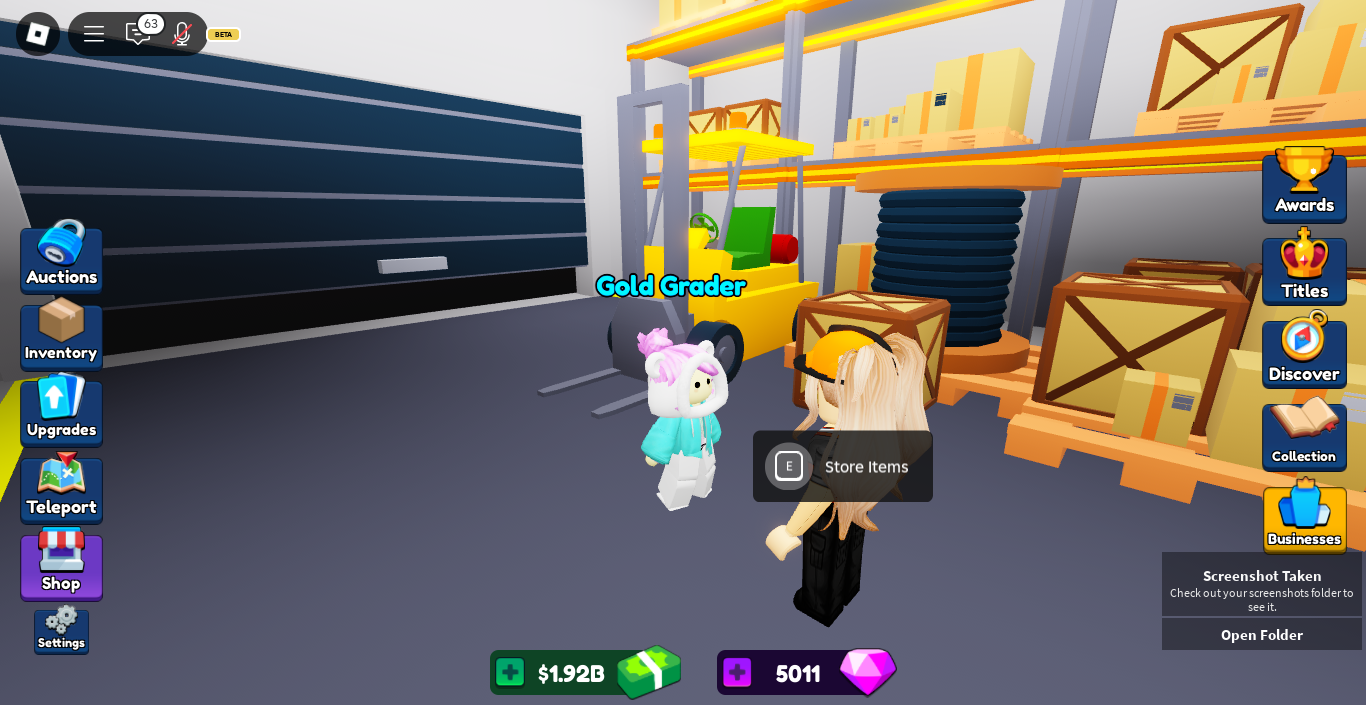 63
BETA
Auctions
Inventory
Upgrades
Teleport
Shop
Settings
Gold Grader
E
Store Items
Awards
Titles
Discover
Collection
Businesses
Screenshot Taken
Check out your screenshots folder to
see it.
Open Folder
$1.92B
5011